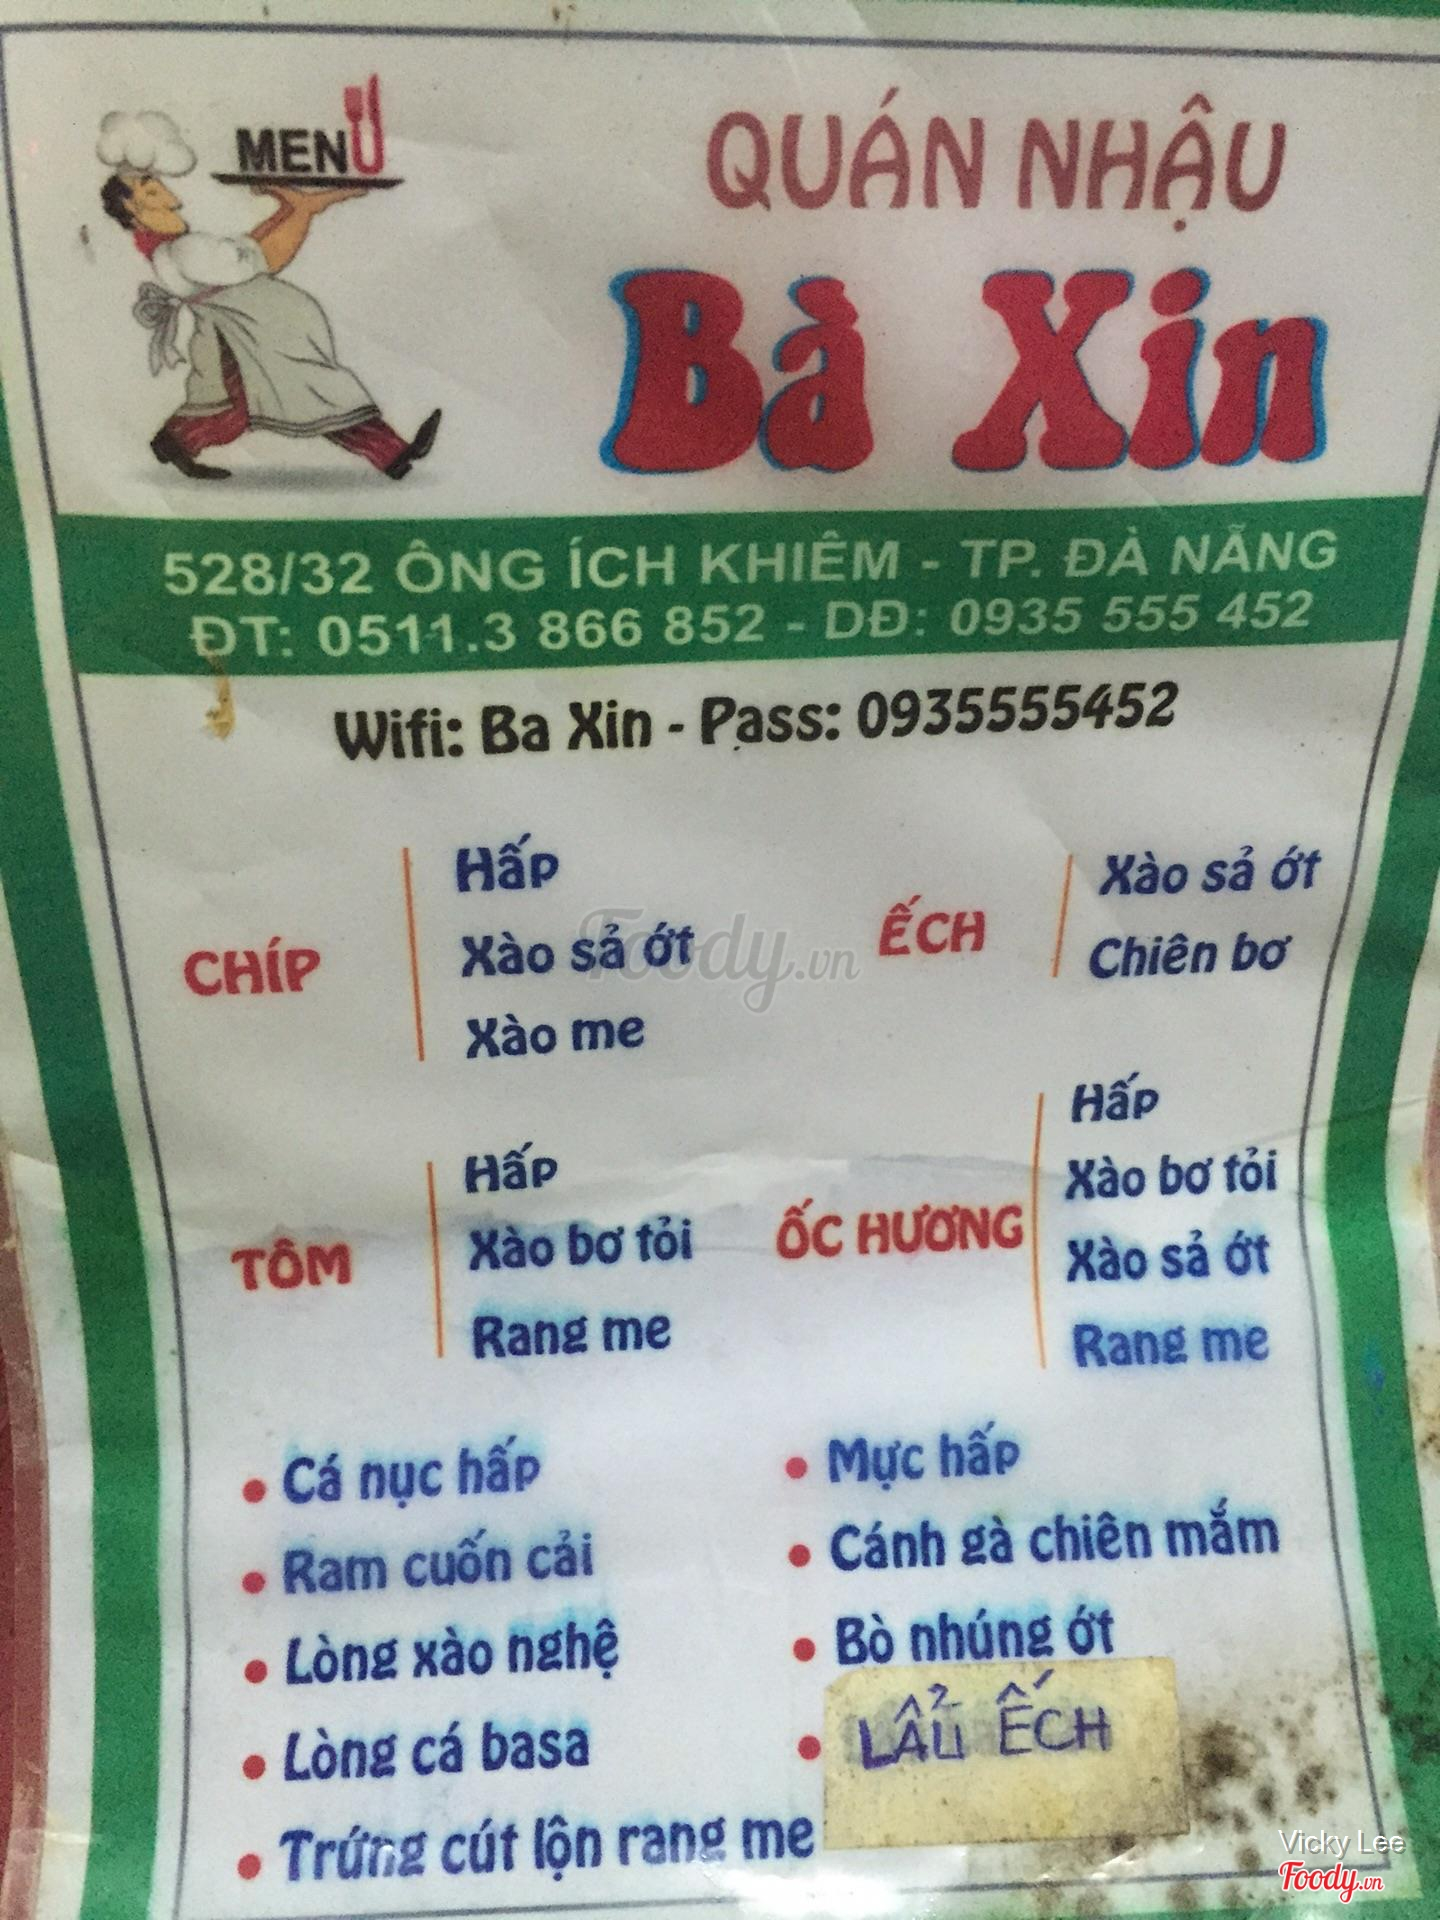 MENU
QUÁN NHẬU
Bà Xin
528/32 ÔNG ÍCH KHIÊM - TP. ĐÀ NẴNG
ĐT: 0511.3 866 852 - DĐ: 0935 555 452
Wifi: Ba Xin - Pass: 0935555452
CHÍP
Hấp
Xào sả ớt
Xào me
ẾCH
Xào sả ớt
Chiên bơ
TÔM
Hấp
Xào bơ tỏi
Rang me
ỐC HƯƠNG
Hấp
Xào bơ tỏi
Xào sả ớt
Rang me
• Cá nục hấp
• Ram cuốn cải
• Lòng xào nghệ
• Lòng cá basa
• Trứng cút lộn rang me
• Mực hấp
• Cánh gà chiên mắm
• Bò nhúng ớt
• LẨU ẾCH
Foody.vn
Vicky Lee
Foody.vn